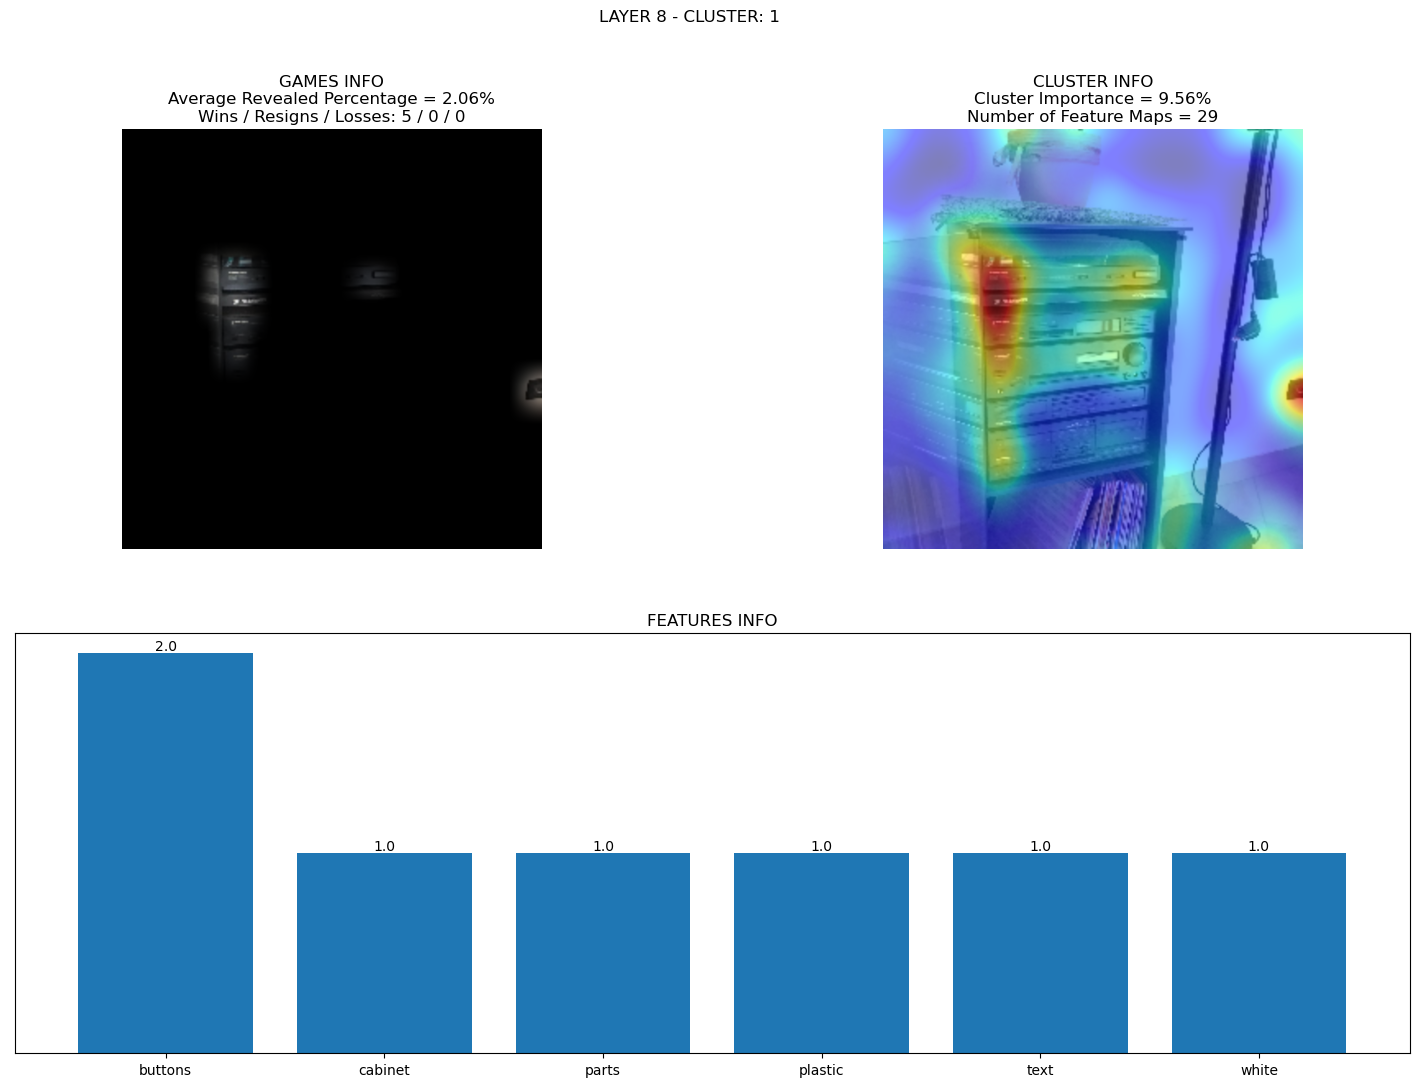 LAYER 8 - CLUSTER: 1
GAMES INFO
Average Revealed Percentage = 2.06%
Wins / Resigns / Losses: 5 / 0 / 0
CLUSTER INFO
Cluster Importance = 9.56%
Number of Feature Maps = 29
FEATURES INFO
2.0
1.0
1.0
1.0
1.0
1.0
buttons
cabinet
parts
plastic
text
white